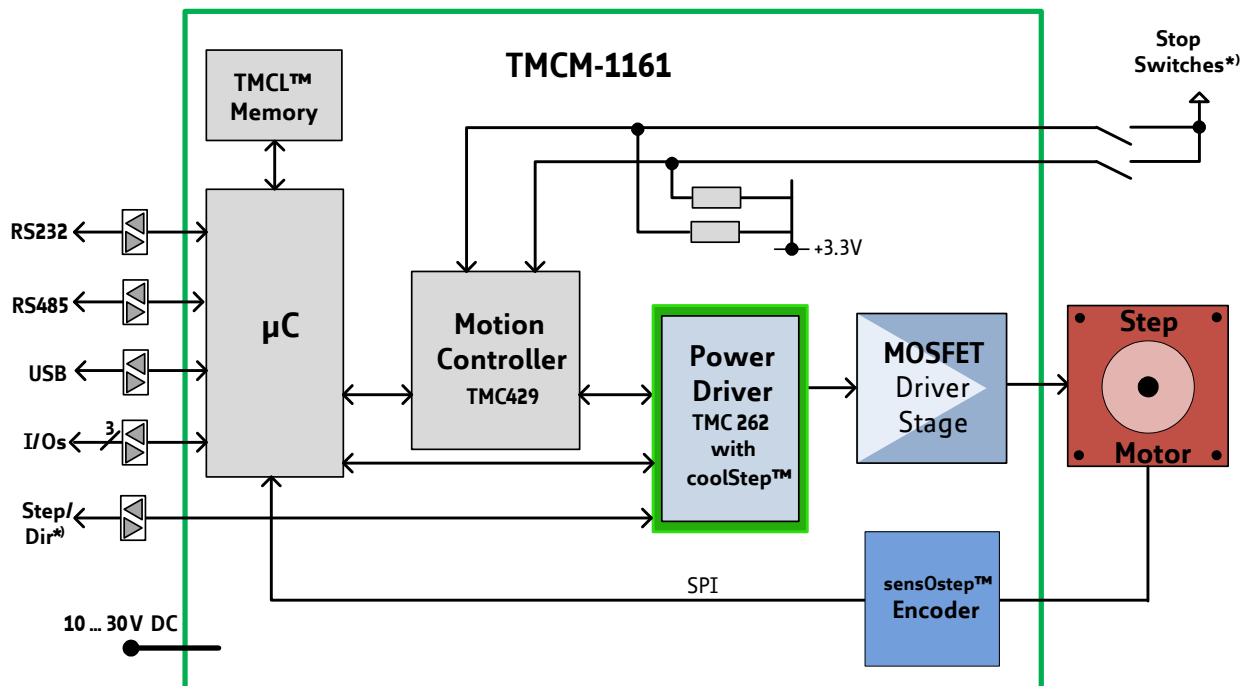 TMCM-1161
Stop
Switches*)
TMCL™
Memory
RS232
RS485
USB
I/Os
3
Step/
Dir*)
10 ... 30V DC
µC
Motion
Controller
TMC429
+3.3V
Power
Driver
TMC 262
with
coolStep™
MOSFET
Driver
Stage
Step
Motor
SPI
sensOstep™
Encoder